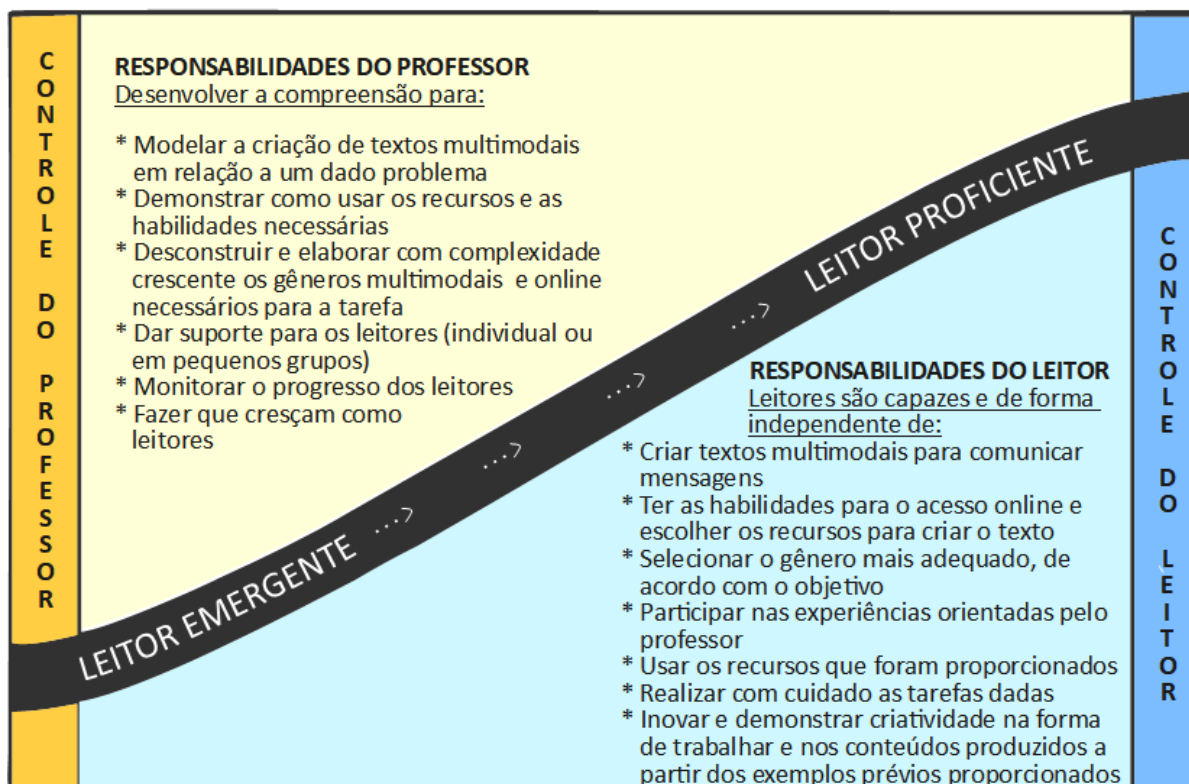 CONTROLE DO PROFESSOR
RESPONSABILIDADES DO PROFESSOR
Desenvolver a compreensão para:
* Modelar a criação de textos multimodais
em relação a um dado problema
* Demonstrar como usar os recursos e as
habilidades necessárias
* Desconstruir e elaborar com complexidade
crescente os gêneros multimodais e online
necessários para a tarefa
* Dar suporte para os leitores (individual ou
em pequenos grupos)
* Monitorar o progresso dos leitores
* Fazer que cresçam como
leitores
LEITOR EMERGENTE ...> ...> ...> ...> LEITOR PROFICIENTE
RESPONSABILIDADES DO LEITOR
Leitores são capazes e de forma
independente de:
* Criar textos multimodais para comunicar
mensagens
* Ter as habilidades para o acesso online e
escolher os recursos para criar o texto
* Selecionar o gênero mais adequado, de
acordo com o objetivo
* Participar nas experiências orientadas pelo
professor
* Usar os recursos que foram proporcionados
* Realizar com cuidado as tarefas dadas
* Inovar e demonstrar criatividade na forma
de trabalhar e nos conteúdos produzidos a
partir dos exemplos prévios proporcionados
CONTROLE DO LEITOR